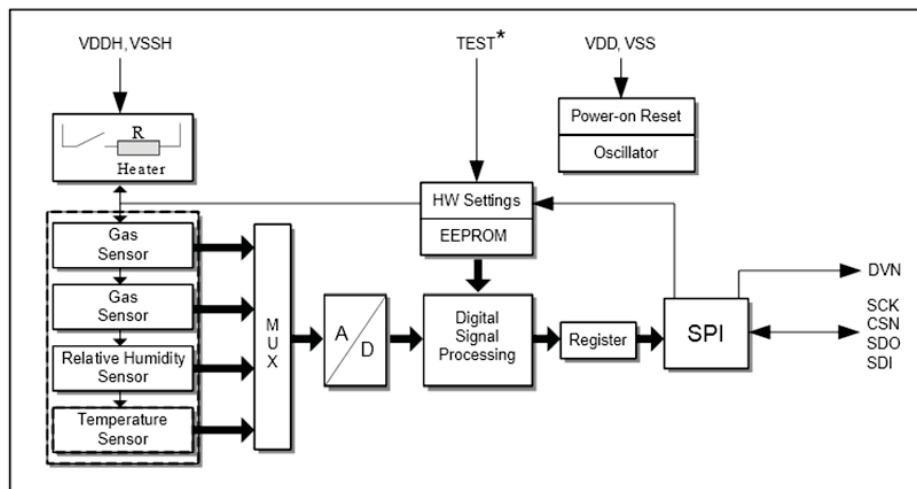 VDDH, VSSH
TEST*
VDD, VSS
R
Heater
Power-on Reset
Oscillator
HW Settings
EEPROM
Gas
Sensor
Gas
Sensor
Relative Humidity
Sensor
Temperature
Sensor
M
U
X
A
D
Digital
Signal
Processing
Register
SPI
DVN
SCK
CSN
SDO
SDI